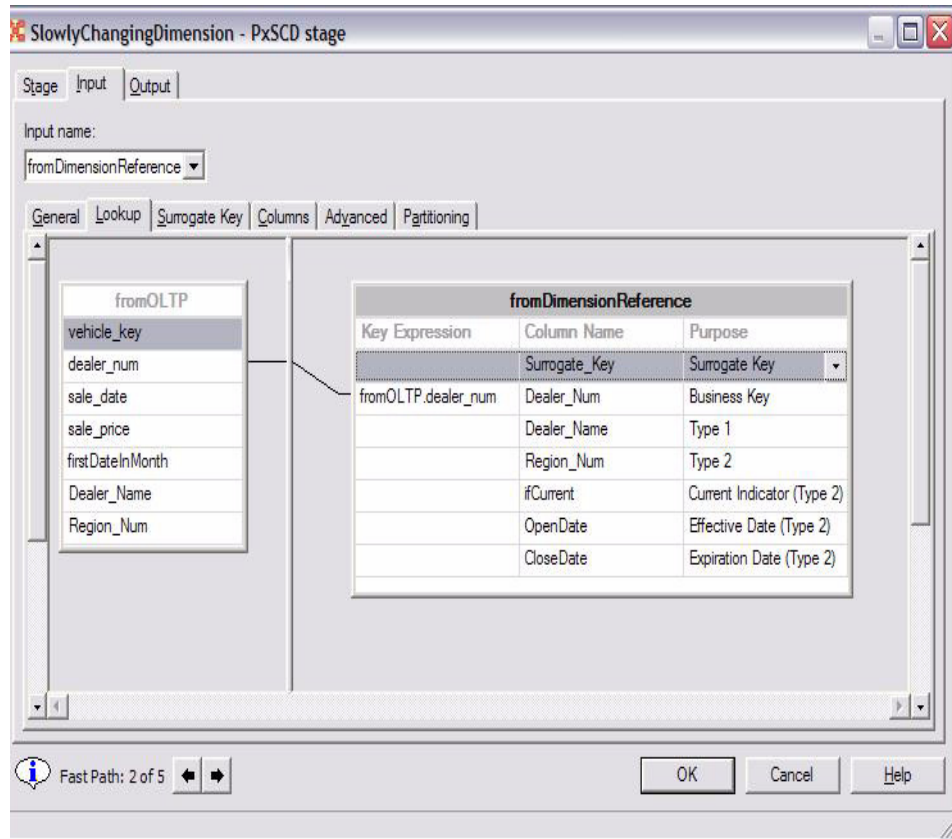 SlowlyChangingDimension - PxSCD stage
Stage Input Output
Input name:
fromDimensionReference
General Lookup Surrogate Key Columns Advanced Partitioning
fromOLTP
vehicle_key
dealer_num
sale_date
sale_price
firstDateInMonth
Dealer_Name
Region_Num
fromDimensionReference
Key Expression Column Name Purpose
Surrogate_Key Surrogate Key
fromOLTP.dealer_num Dealer_Num Business Key
Dealer_Name Type 1
Region_Num Type 2
ifCurrent Current Indicator (Type 2)
OpenDate Effective Date (Type 2)
CloseDate Expiration Date (Type 2)
Fast Path: 2 of 5
OK Cancel Help